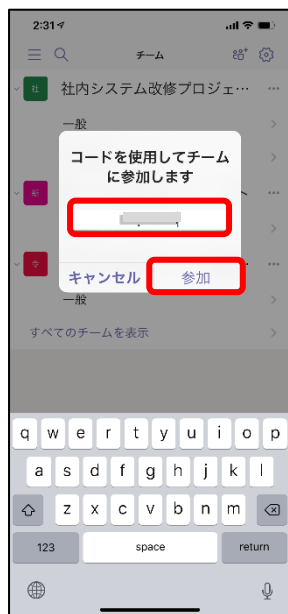 2:31
チーム
社 社内システム改修プロジェ… …
一般
コードを使用してチーム
に参加します
新 …
キャンセル 参加
令 …
一般
すべてのチームを表示
q w e r t y u i o p
a s d f g h j k l
z x c v b n m
123 space return